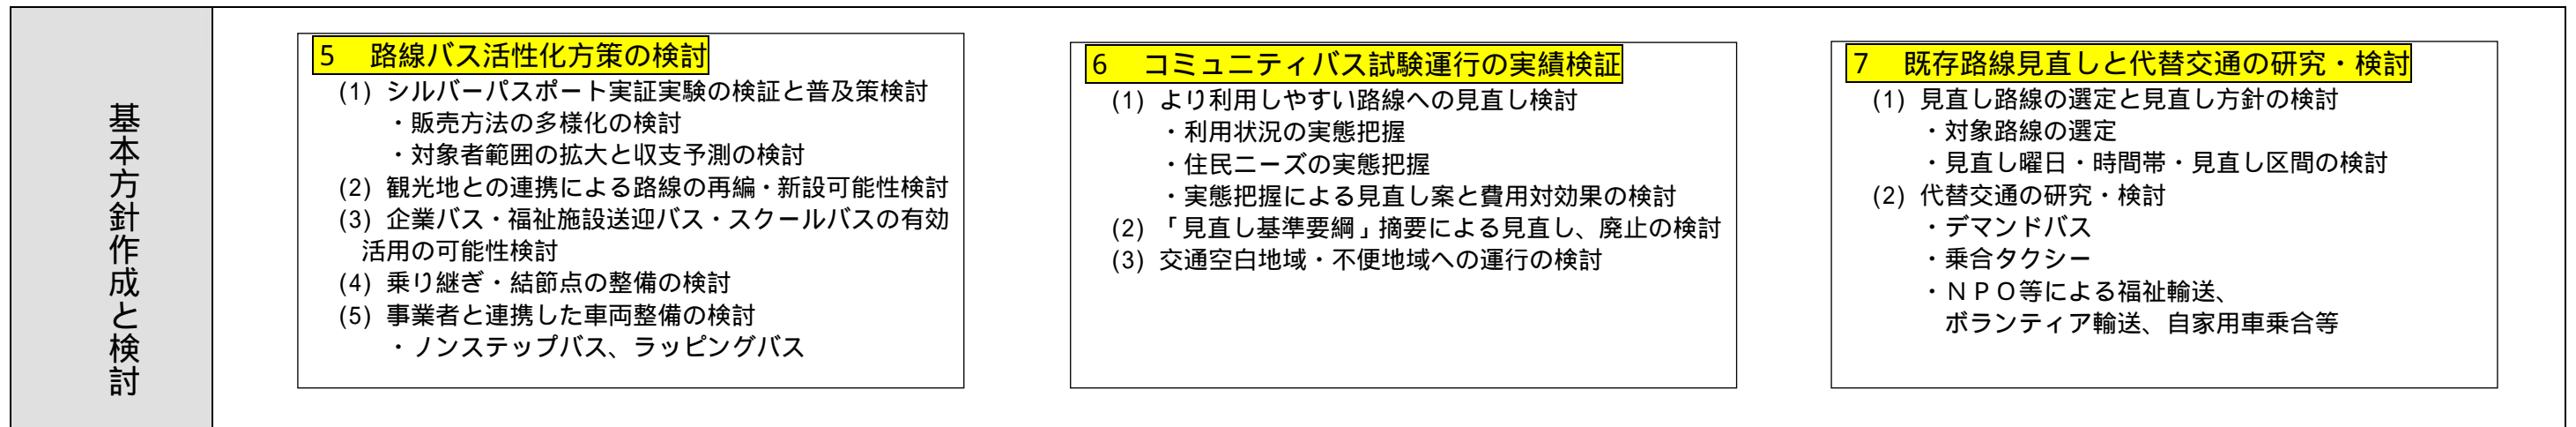 基本方針作成と検討
5 路線バス活性化方策の検討
(1) シルバーパスポート実証実験の検証と普及策検討
・販売方法の多様化の検討
・対象者範囲の拡大と収支予測の検討
(2) 観光地との連携による路線の再編・新設可能性検討
(3) 企業バス・福祉施設送迎バス・スクールバスの有効
活用の可能性検討
(4) 乗り継ぎ・結節点の整備の検討
(5) 事業者と連携した車両整備の検討
・ノンステップバス、ラッピングバス
6 コミュニティバス試験運行の実績検証
(1) より利用しやすい路線への見直し検討
・利用状況の実態把握
・住民ニーズの実態把握
・実態把握による見直し案と費用対効果の検討
(2) 「見直し基準要綱」摘要による見直し、廃止の検討
(3) 交通空白地域・不便地域への運行の検討
7 既存路線見直しと代替交通の研究・検討
(1) 見直し路線の選定と見直し方針の検討
・対象路線の選定
・見直し曜日・時間帯・見直し区間の検討
(2) 代替交通の研究・検討
・デマンドバス
・乗合タクシー
・ＮＰＯ等による福祉輸送、
ボランティア輸送、自家用車乗合等